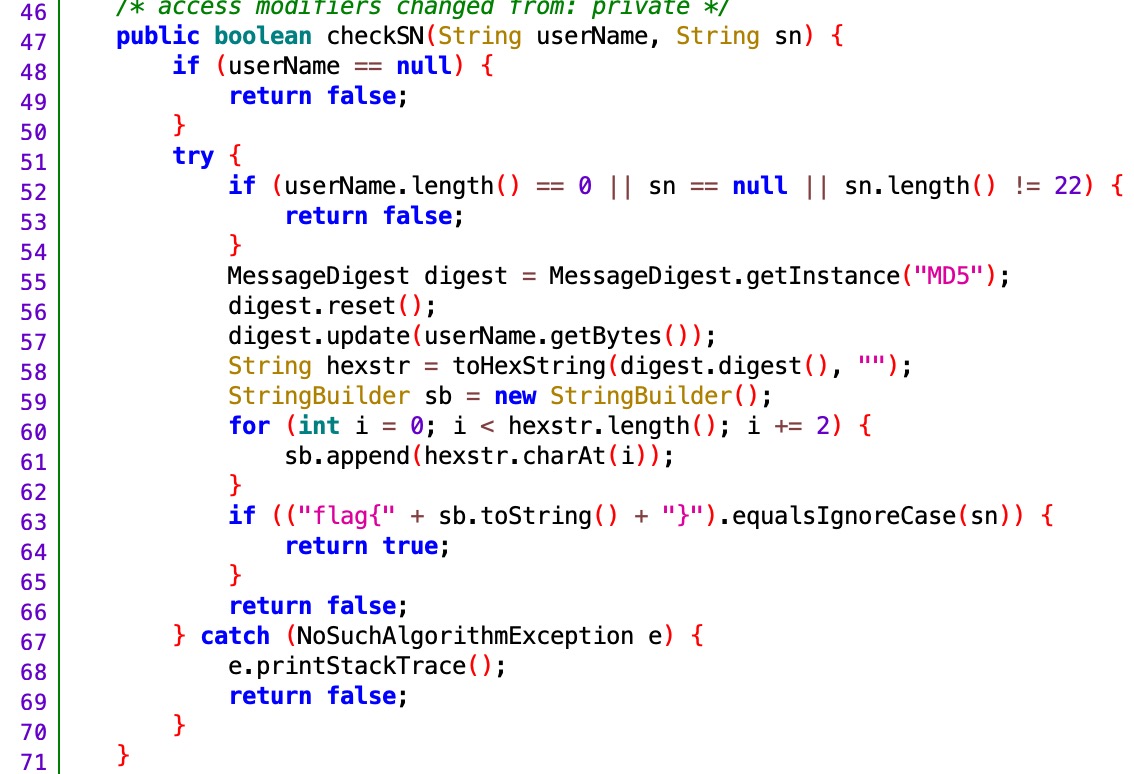 46 /* access modifiers changed from: private */
47 public boolean checkSN(String userName, String sn) {
48 if (userName == null) {
49 return false;
50 }
51 try {
52 if (userName.length() == 0 || sn == null || sn.length() != 22) {
53 return false;
54 }
55 MessageDigest digest = MessageDigest.getInstance("MD5");
56 digest.reset();
57 digest.update(userName.getBytes());
58 String hexstr = toHexString(digest.digest(), "");
59 StringBuilder sb = new StringBuilder();
60 for (int i = 0; i < hexstr.length(); i += 2) {
61 sb.append(hexstr.charAt(i));
62 }
63 if (("flag{" + sb.toString() + "}").equalsIgnoreCase(sn)) {
64 return true;
65 }
66 return false;
67 } catch (NoSuchAlgorithmException e) {
68 e.printStackTrace();
69 return false;
70 }
71 }